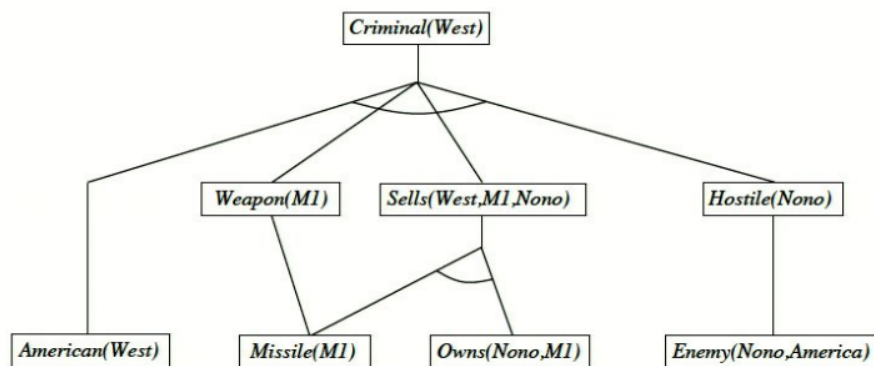 Criminal(West)
Weapon(M1)
Sells(West,M1,Nono)
Hostile(Nono)
American(West)
Missile(M1)
Owns(Nono,M1)
Enemy(Nono,America)